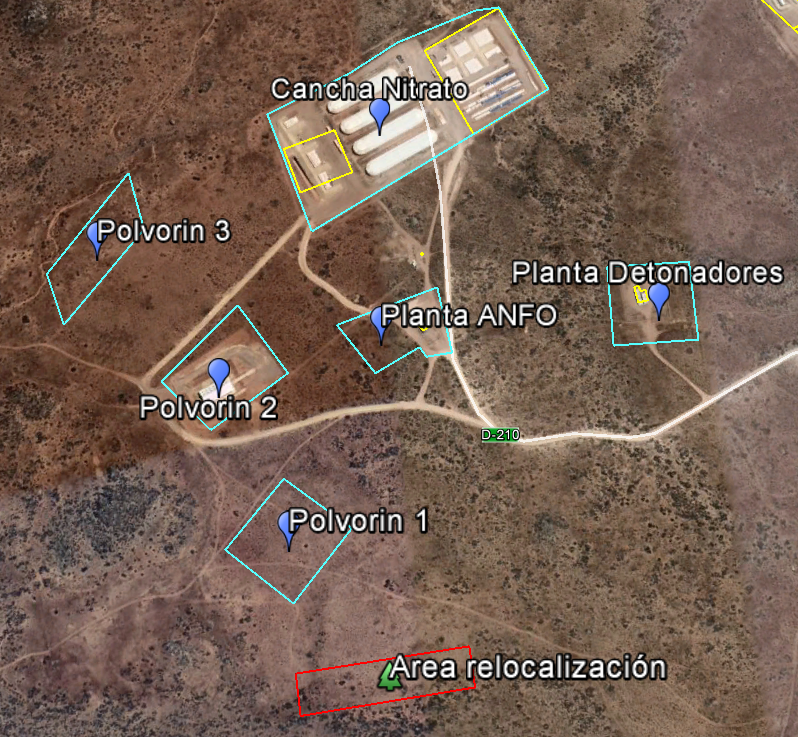 Cancha Nitrato
Polvorin 3
Planta Detonadores
Planta ANFO
Polvorin 2
D-210
Polvorin 1
Area relocalización